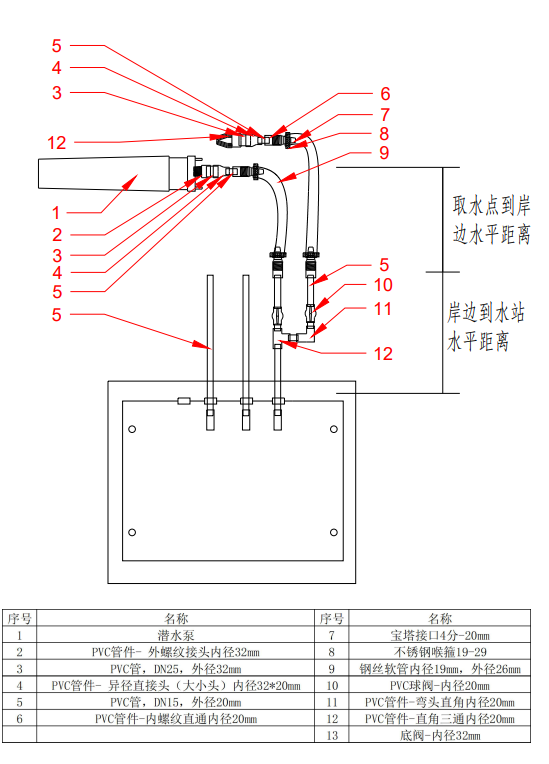 5
4
3
12
6
7
8
9
1
2
3
4
5
5
5
10
11
12
取水点到岸
边水平距离
岸边到水站
水平距离
序号 名称 序号 名称
1 潜水泵 7 宝塔接口4分-20mm
2 PVC管件- 外螺纹接头内径32mm 8 不锈钢喉箍19-29
3 PVC管，DN25，外径32mm 9 钢丝软管内径19mm，外径26mm
4 PVC管件- 异径直接头（大小头）内径32*20mm 10 PVC球阀-内径20mm
5 PVC管，DN15，外径20mm 11 PVC管件-弯头直角内径20mm
6 PVC管件-内螺纹直通内径20mm 12 PVC管件-直角三通内径20mm
13 底阀-内径32mm